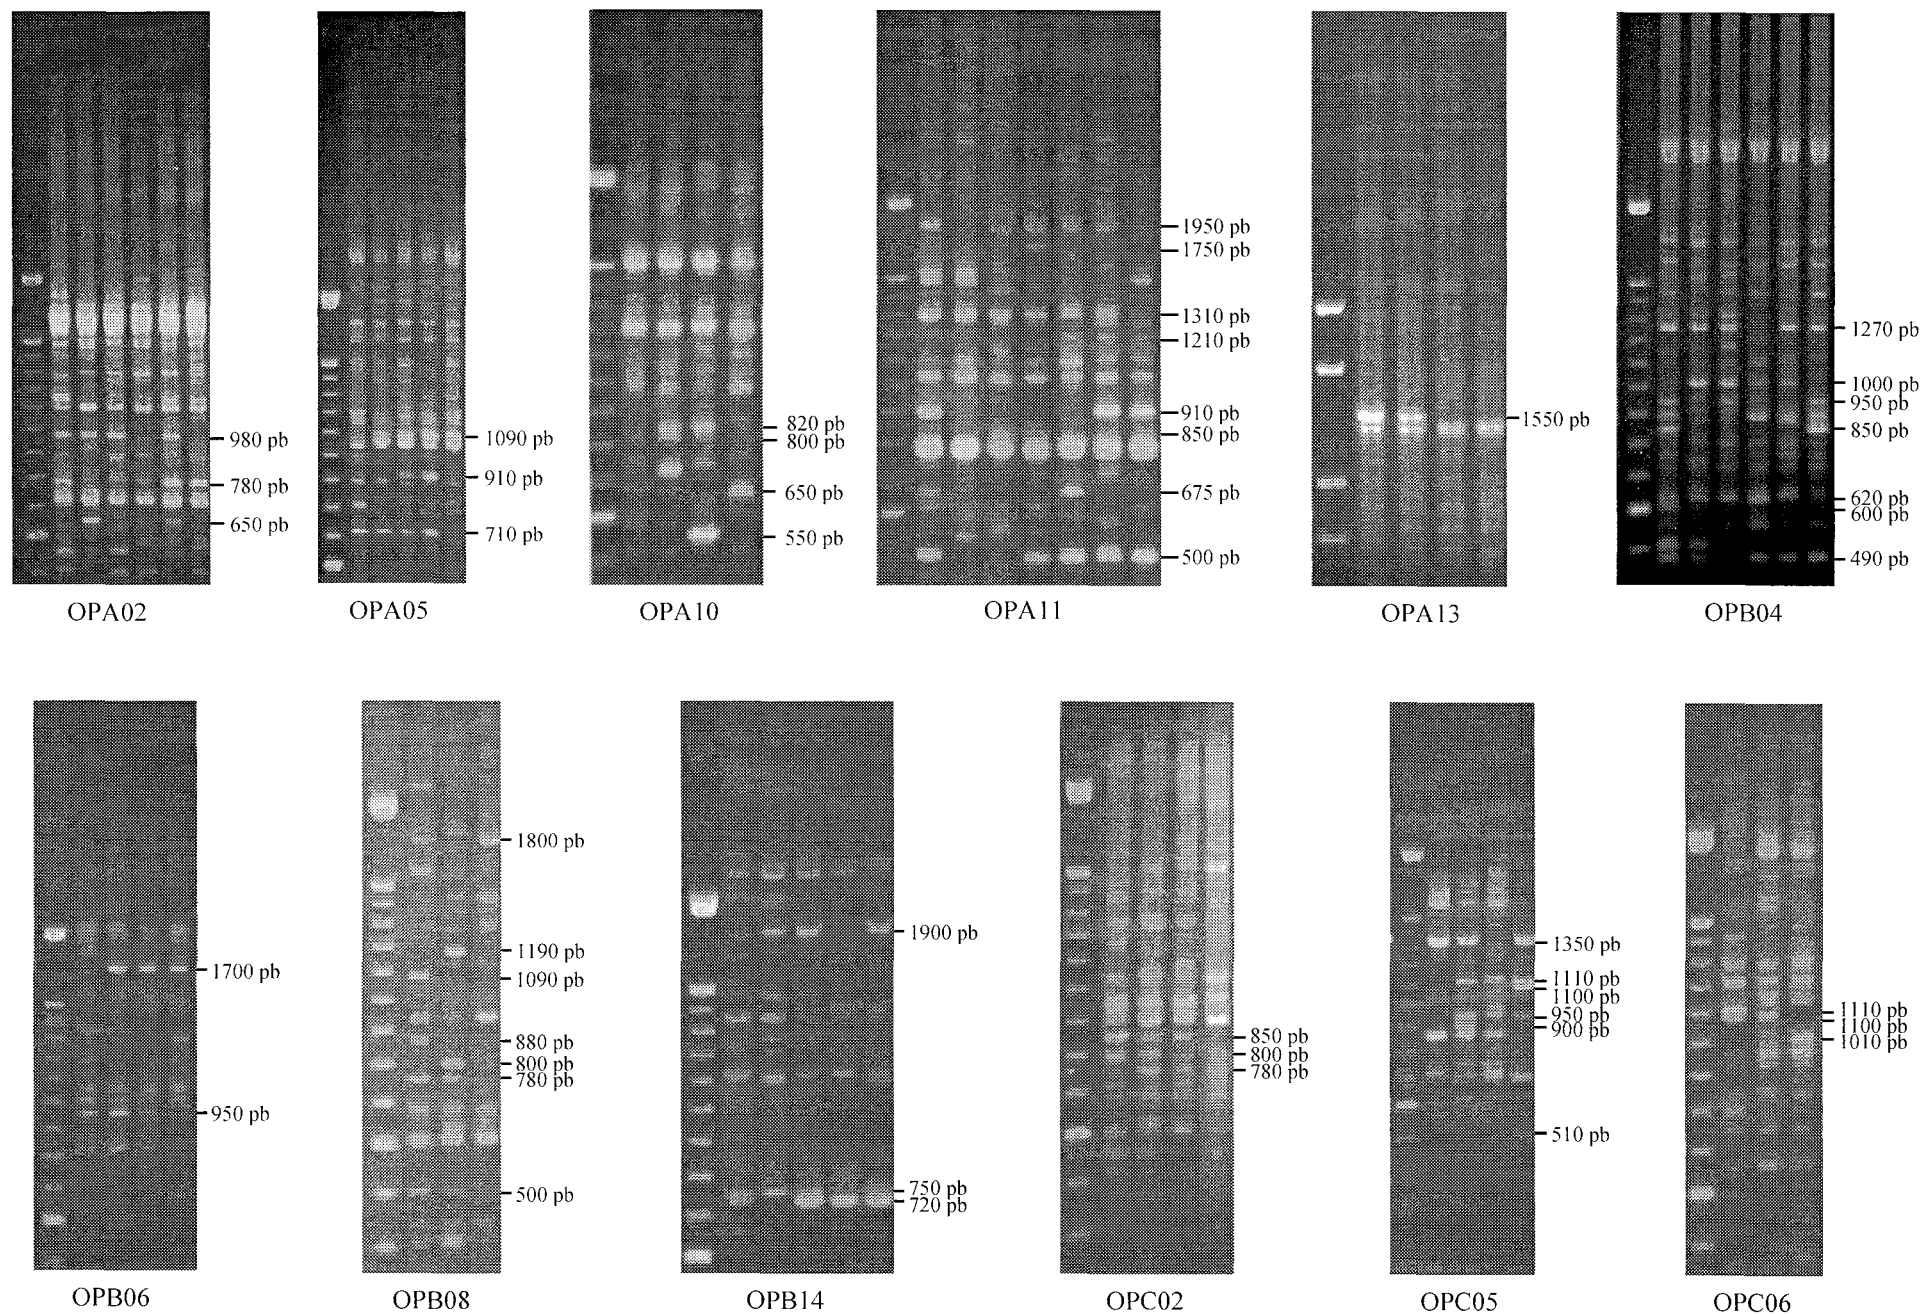 980 pb
780 pb
650 pb
OPA02
1090 pb
910 pb
710 pb
OPA05
820 pb
800 pb
650 pb
550 pb
OPA10
1950 pb
1750 pb
1310 pb
1210 pb
910 pb
850 pb
675 pb
500 pb
OPA11
1550 pb
OPA13
1270 pb
1000 pb
950 pb
850 pb
620 pb
600 pb
490 pb
OPB04
1700 pb
950 pb
OPB06
1800 pb
1190 pb
1090 pb
880 pb
800 pb
780 pb
500 pb
OPB08
1900 pb
750 pb
720 pb
OPB14
850 pb
800 pb
780 pb
OPC02
1350 pb
1110 pb
1100 pb
950 pb
900 pb
510 pb
OPC05
1110 pb
1100 pb
1010 pb
OPC06